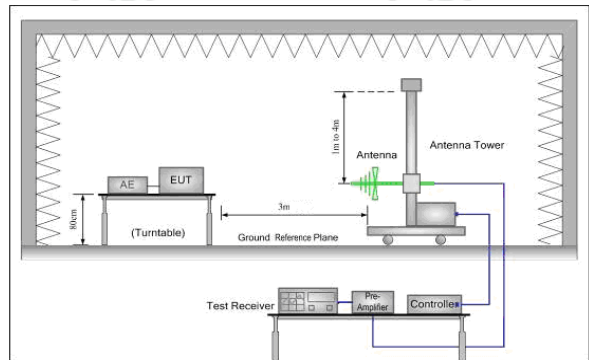 1m to 4m
Antenna
Antenna Tower
AE
EUT
80cm
3m
(Turntable)
Ground Reference Plane
Test Receiver
Pre-
Amplifier
Controller